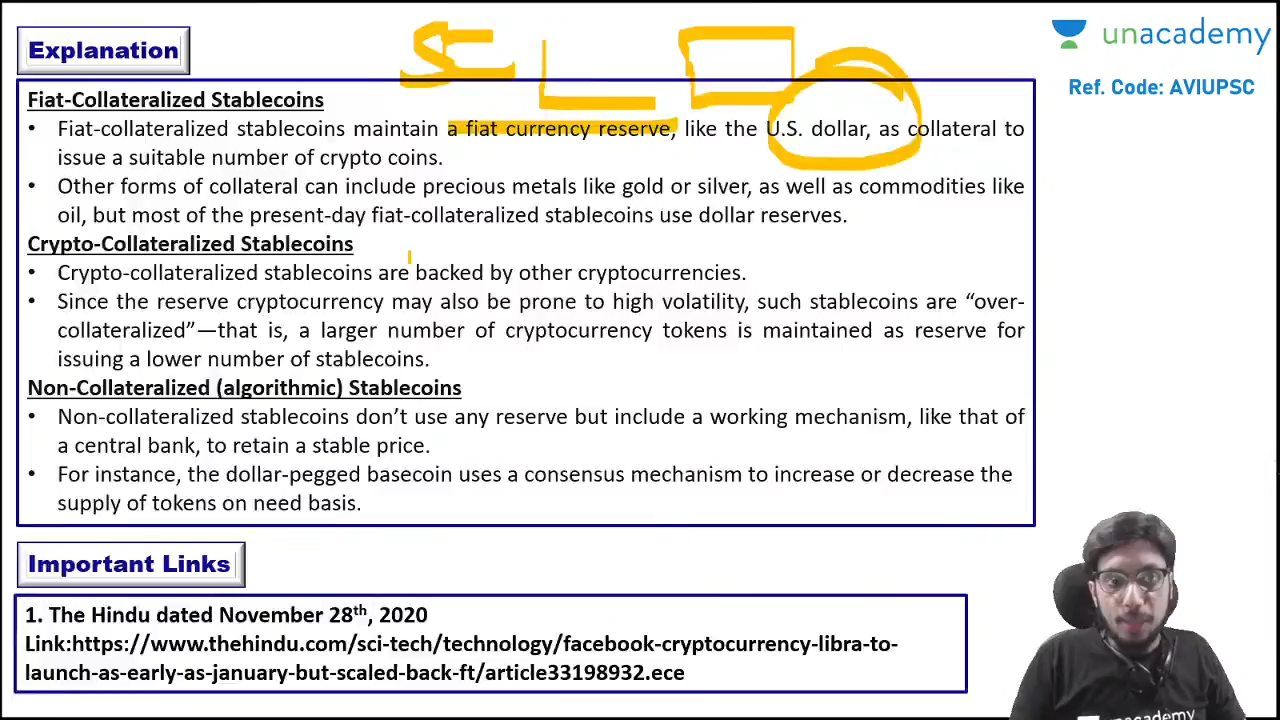 Explanation
unacademy
Ref. Code: AVIUPSC
Fiat-Collateralized Stablecoins
• Fiat-collateralized stablecoins maintain a fiat currency reserve, like the U.S. dollar, as collateral to
issue a suitable number of crypto coins.
• Other forms of collateral can include precious metals like gold or silver, as well as commodities like
oil, but most of the present-day fiat-collateralized stablecoins use dollar reserves.
Crypto-Collateralized Stablecoins
• Crypto-collateralized stablecoins are backed by other cryptocurrencies.
• Since the reserve cryptocurrency may also be prone to high volatility, such stablecoins are “over-
collateralized”—that is, a larger number of cryptocurrency tokens is maintained as reserve for
issuing a lower number of stablecoins.
Non-Collateralized (algorithmic) Stablecoins
• Non-collateralized stablecoins don’t use any reserve but include a working mechanism, like that of
a central bank, to retain a stable price.
• For instance, the dollar-pegged basecoin uses a consensus mechanism to increase or decrease the
supply of tokens on need basis.
Important Links
1. The Hindu dated November 28th, 2020
Link:https://www.thehindu.com/sci-tech/technology/facebook-cryptocurrency-libra-to-
launch-as-early-as-january-but-scaled-back-ft/article33198932.ece
unacademy